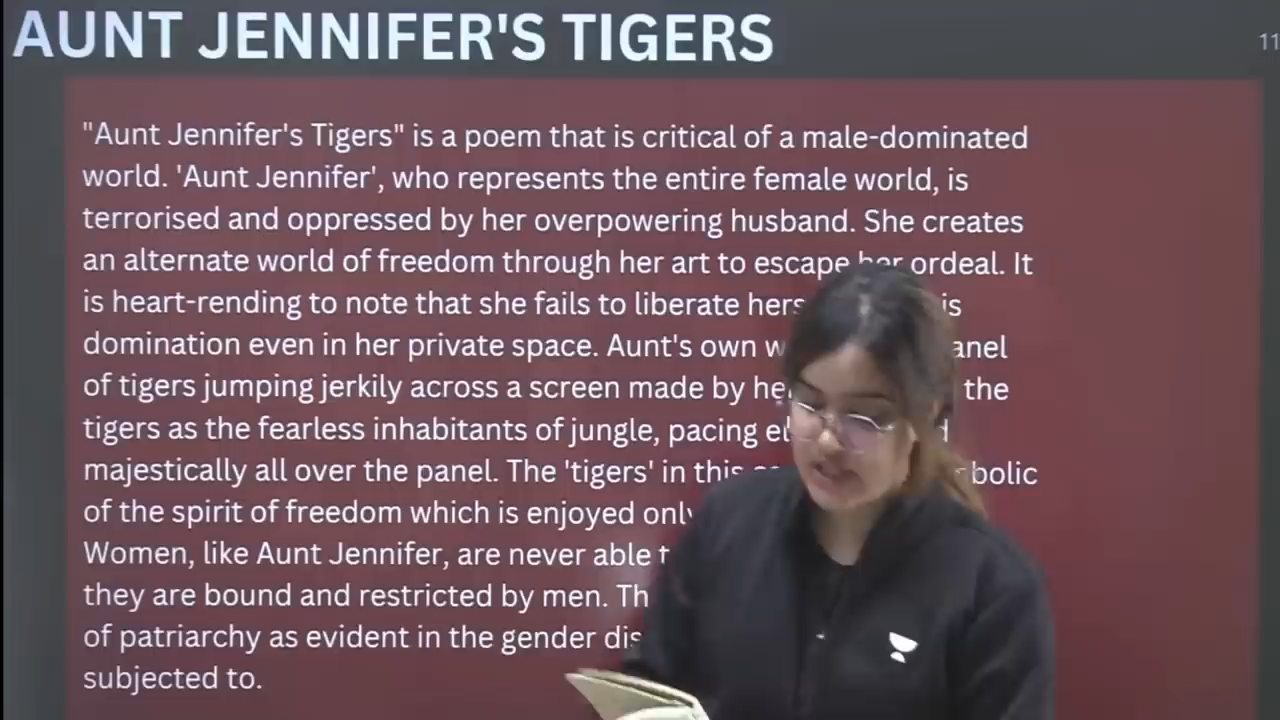 AUNT JENNIFER'S TIGERS
11
"Aunt Jennifer's Tigers" is a poem that is critical of a male-dominated
world. 'Aunt Jennifer', who represents the entire female world, is
terrorised and oppressed by her overpowering husband. She creates
an alternate world of freedom through her art to escape her ordeal. It
is heart-rending to note that she fails to liberate is
domination even in her private space. Aunt's own
of tigers jumping jerkily across a screen made by the
tigers as the fearless inhabitants of jungle, pacing
majestically all over the panel. The 'tigers' in this
of the spirit of freedom which is enjoyed only
Women, like Aunt Jennifer, are never able
they are bound and restricted by men.
of patriarchy as evident in the gender
subjected to.